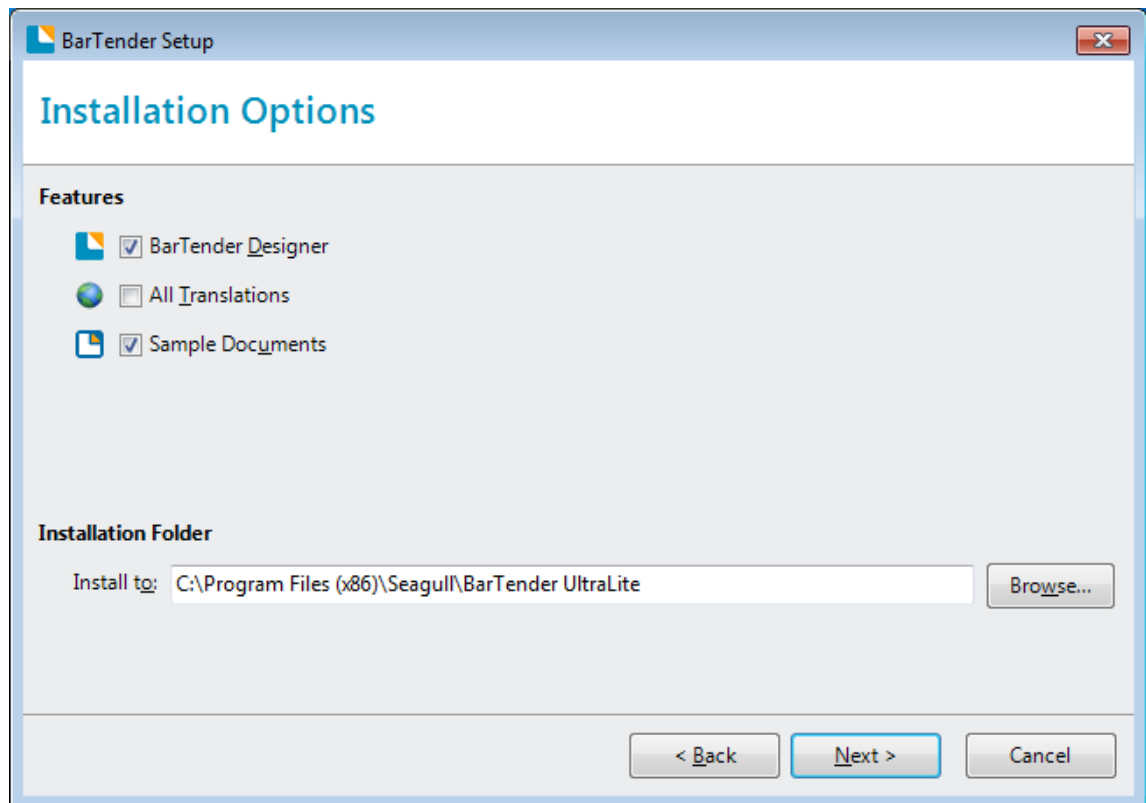 BarTender Setup
Installation Options
Features
BarTender Designer
All Translations
Sample Documents
Installation Folder
Install to: C:\Program Files (x86)\Seagull\BarTender UltraLite Browse...
< Back Next > Cancel